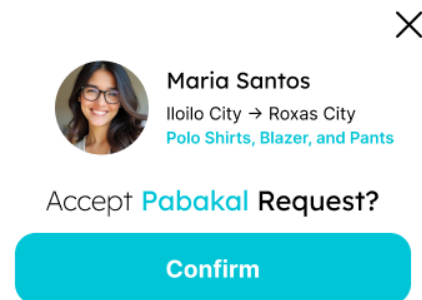 Maria Santos
Iloilo City → Roxas City
Polo Shirts, Blazer, and Pants
Accept Pabakal Request?
Confirm